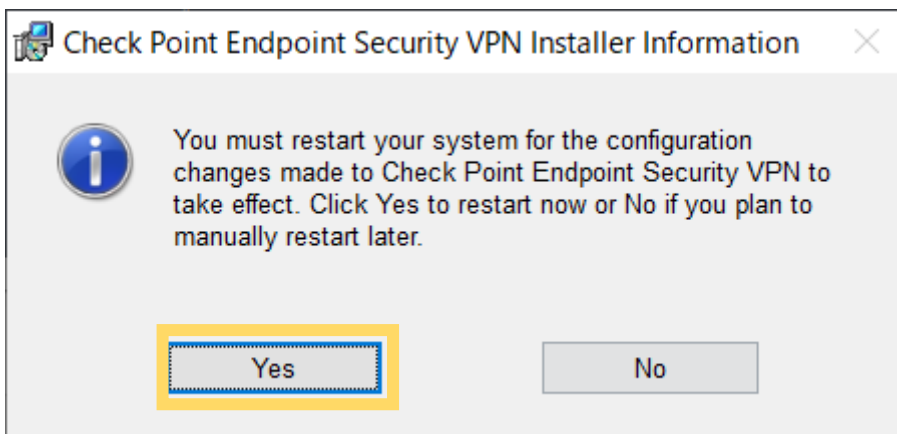 Check Point Endpoint Security VPN Installer Information
You must restart your system for the configuration
changes made to Check Point Endpoint Security VPN to
take effect. Click Yes to restart now or No if you plan to
manually restart later.
Yes
No